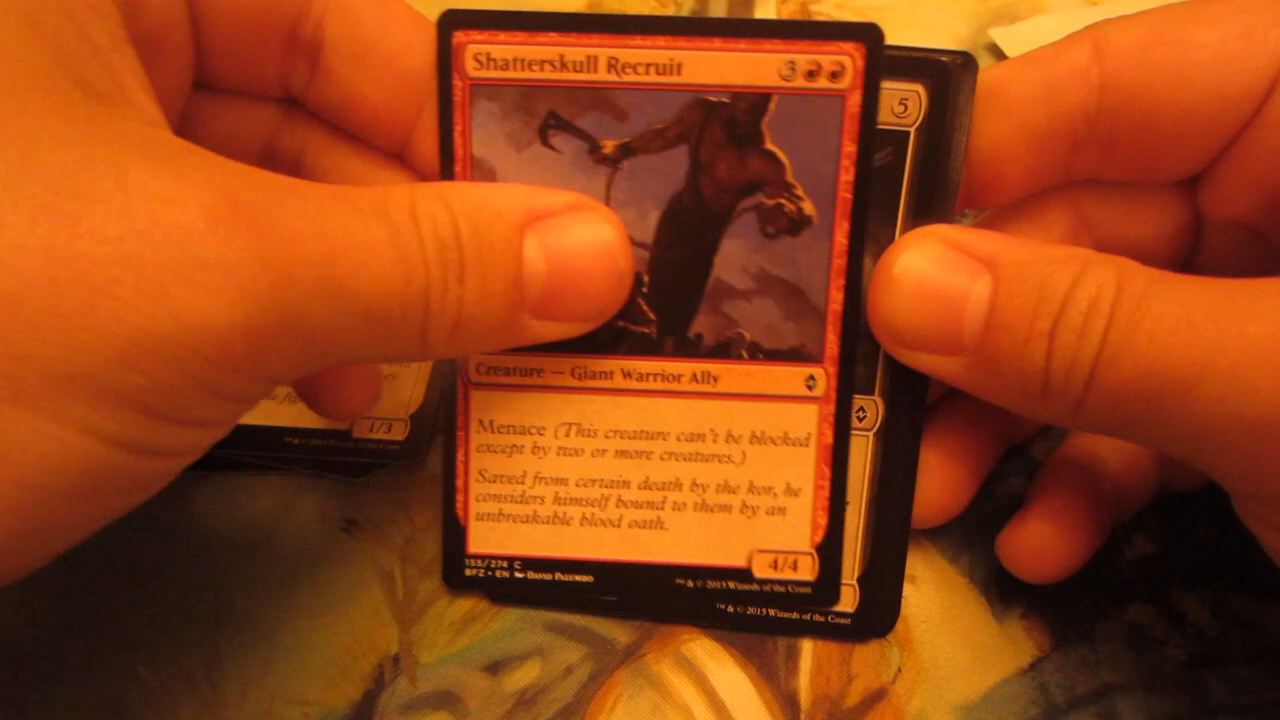 Shatterskull Recruit 3
5
Creature — Giant Warrior Ally
Menace (This creature can't be blocked
except by two or more creatures.)
Saved from certain death by the kor, he
considers himself bound to them by an
unbreakable blood oath.
4/4
155/274 C
BFZ • EN David Palumbo
™ & © 2015 Wizards of the Coast
™ & © 2015 Wizards of the Coast
1/3